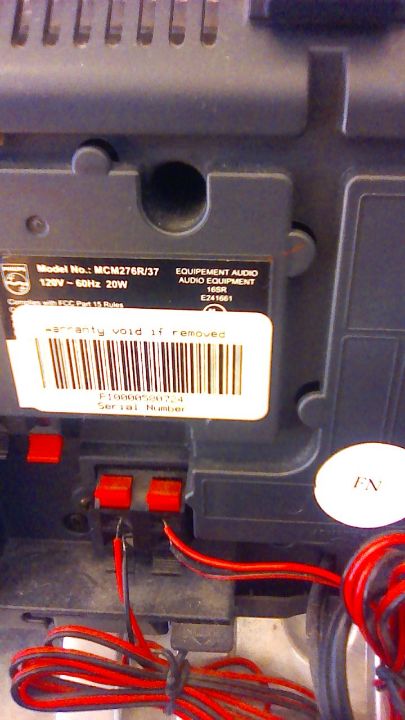 PHILIPS
Model No.: MCM276R/37
120V ~ 60Hz 20W
EQUIPEMENT AUDIO
AUDIO EQUIPMENT
16SR
E241661
Complies with FCC Part 15 Rules
warranty void if removed
Serial Number
FN